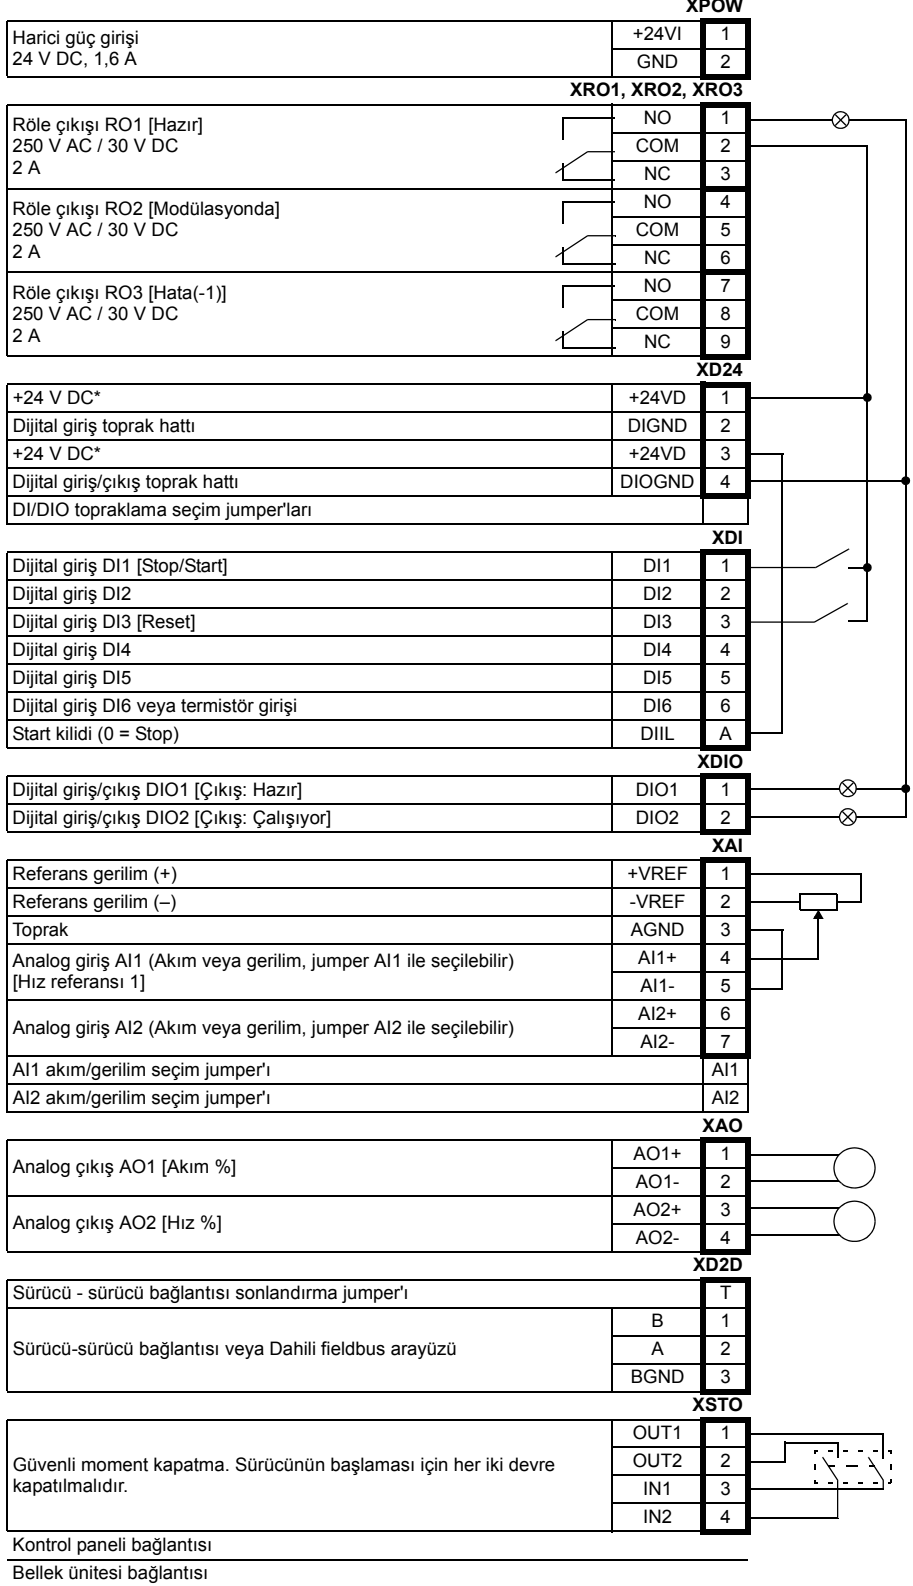 XPOW
Harici güç girişi
24 V DC, 1,6 A
+24VI 1
GND 2
XRO1, XRO2, XRO3
Röle çıkışı RO1 [Hazır]
250 V AC / 30 V DC
2 A
NO 1
COM 2
NC 3
Röle çıkışı RO2 [Modülasyonda]
250 V AC / 30 V DC
2 A
NO 4
COM 5
NC 6
Röle çıkışı RO3 [Hata(-1)]
250 V AC / 30 V DC
2 A
NO 7
COM 8
NC 9
XD24
+24 V DC* +24VD 1
Dijital giriş toprak hattı DIGND 2
+24 V DC* +24VD 3
Dijital giriş/çıkış toprak hattı DIOGND 4
DI/DIO topraklama seçim jumper'ları
XDI
Dijital giriş DI1 [Stop/Start] DI1 1
Dijital giriş DI2 DI2 2
Dijital giriş DI3 [Reset] DI3 3
Dijital giriş DI4 DI4 4
Dijital giriş DI5 DI5 5
Dijital giriş DI6 veya termistör girişi DI6 6
Start kilidi (0 = Stop) DIIL A
XDIO
Dijital giriş/çıkış DIO1 [Çıkış: Hazır] DIO1 1
Dijital giriş/çıkış DIO2 [Çıkış: Çalışıyor] DIO2 2
XAI
Referans gerilim (+) +VREF 1
Referans gerilim (–) -VREF 2
Toprak AGND 3
Analog giriş AI1 (Akım veya gerilim, jumper AI1 ile seçilebilir)
[Hız referansı 1]
AI1+ 4
AI1- 5
Analog giriş AI2 (Akım veya gerilim, jumper AI2 ile seçilebilir)
AI2+ 6
AI2- 7
AI1 akım/gerilim seçim jumper'ı AI1
AI2 akım/gerilim seçim jumper'ı AI2
XAO
Analog çıkış AO1 [Akım %]
AO1+ 1
AO1- 2
Analog çıkış AO2 [Hız %]
AO2+ 3
AO2- 4
XD2D
Sürücü - sürücü bağlantısı sonlandırma jumper'ı T
Sürücü-sürücü bağlantısı veya Dahili fieldbus arayüzü
B 1
A 2
BGND 3
XSTO
Güvenli moment kapatma. Sürücünün başlaması için her iki devre
kapatılmalıdır.
OUT1 1
OUT2 2
IN1 3
IN2 4
Kontrol paneli bağlantısı
Bellek ünitesi bağlantısı